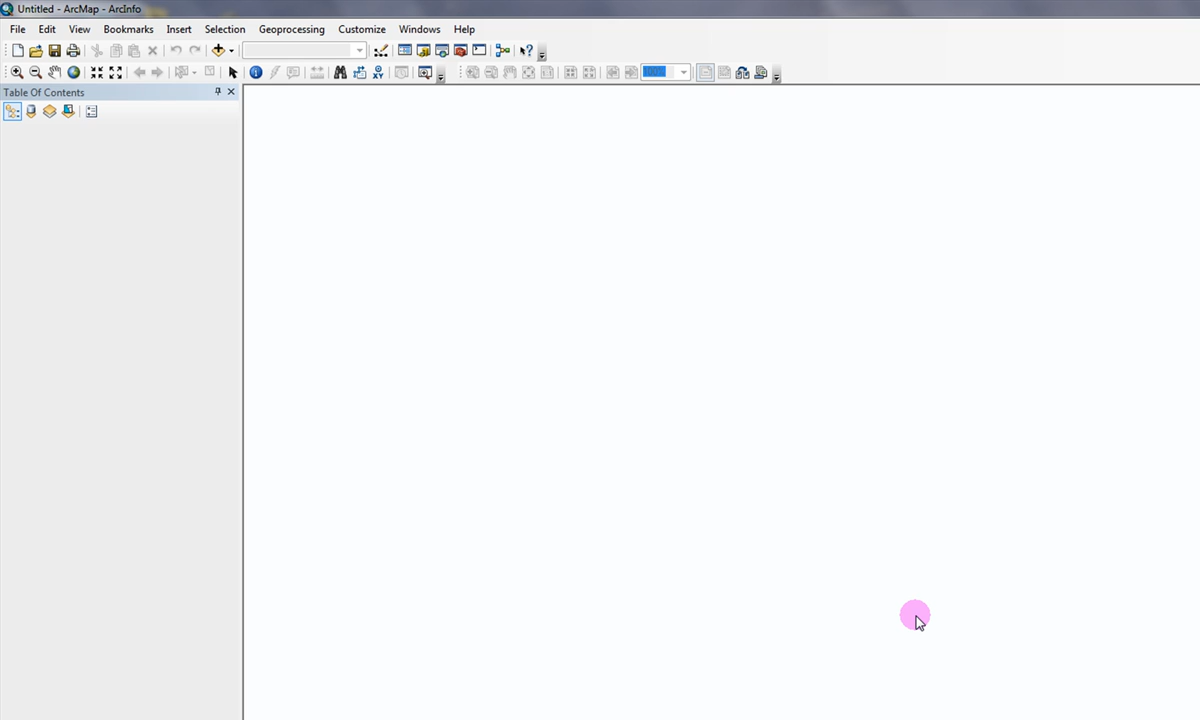 Untitled - ArcMap - ArcInfo
File Edit View Bookmarks Insert Selection Geoprocessing Customize Windows Help
Table Of Contents